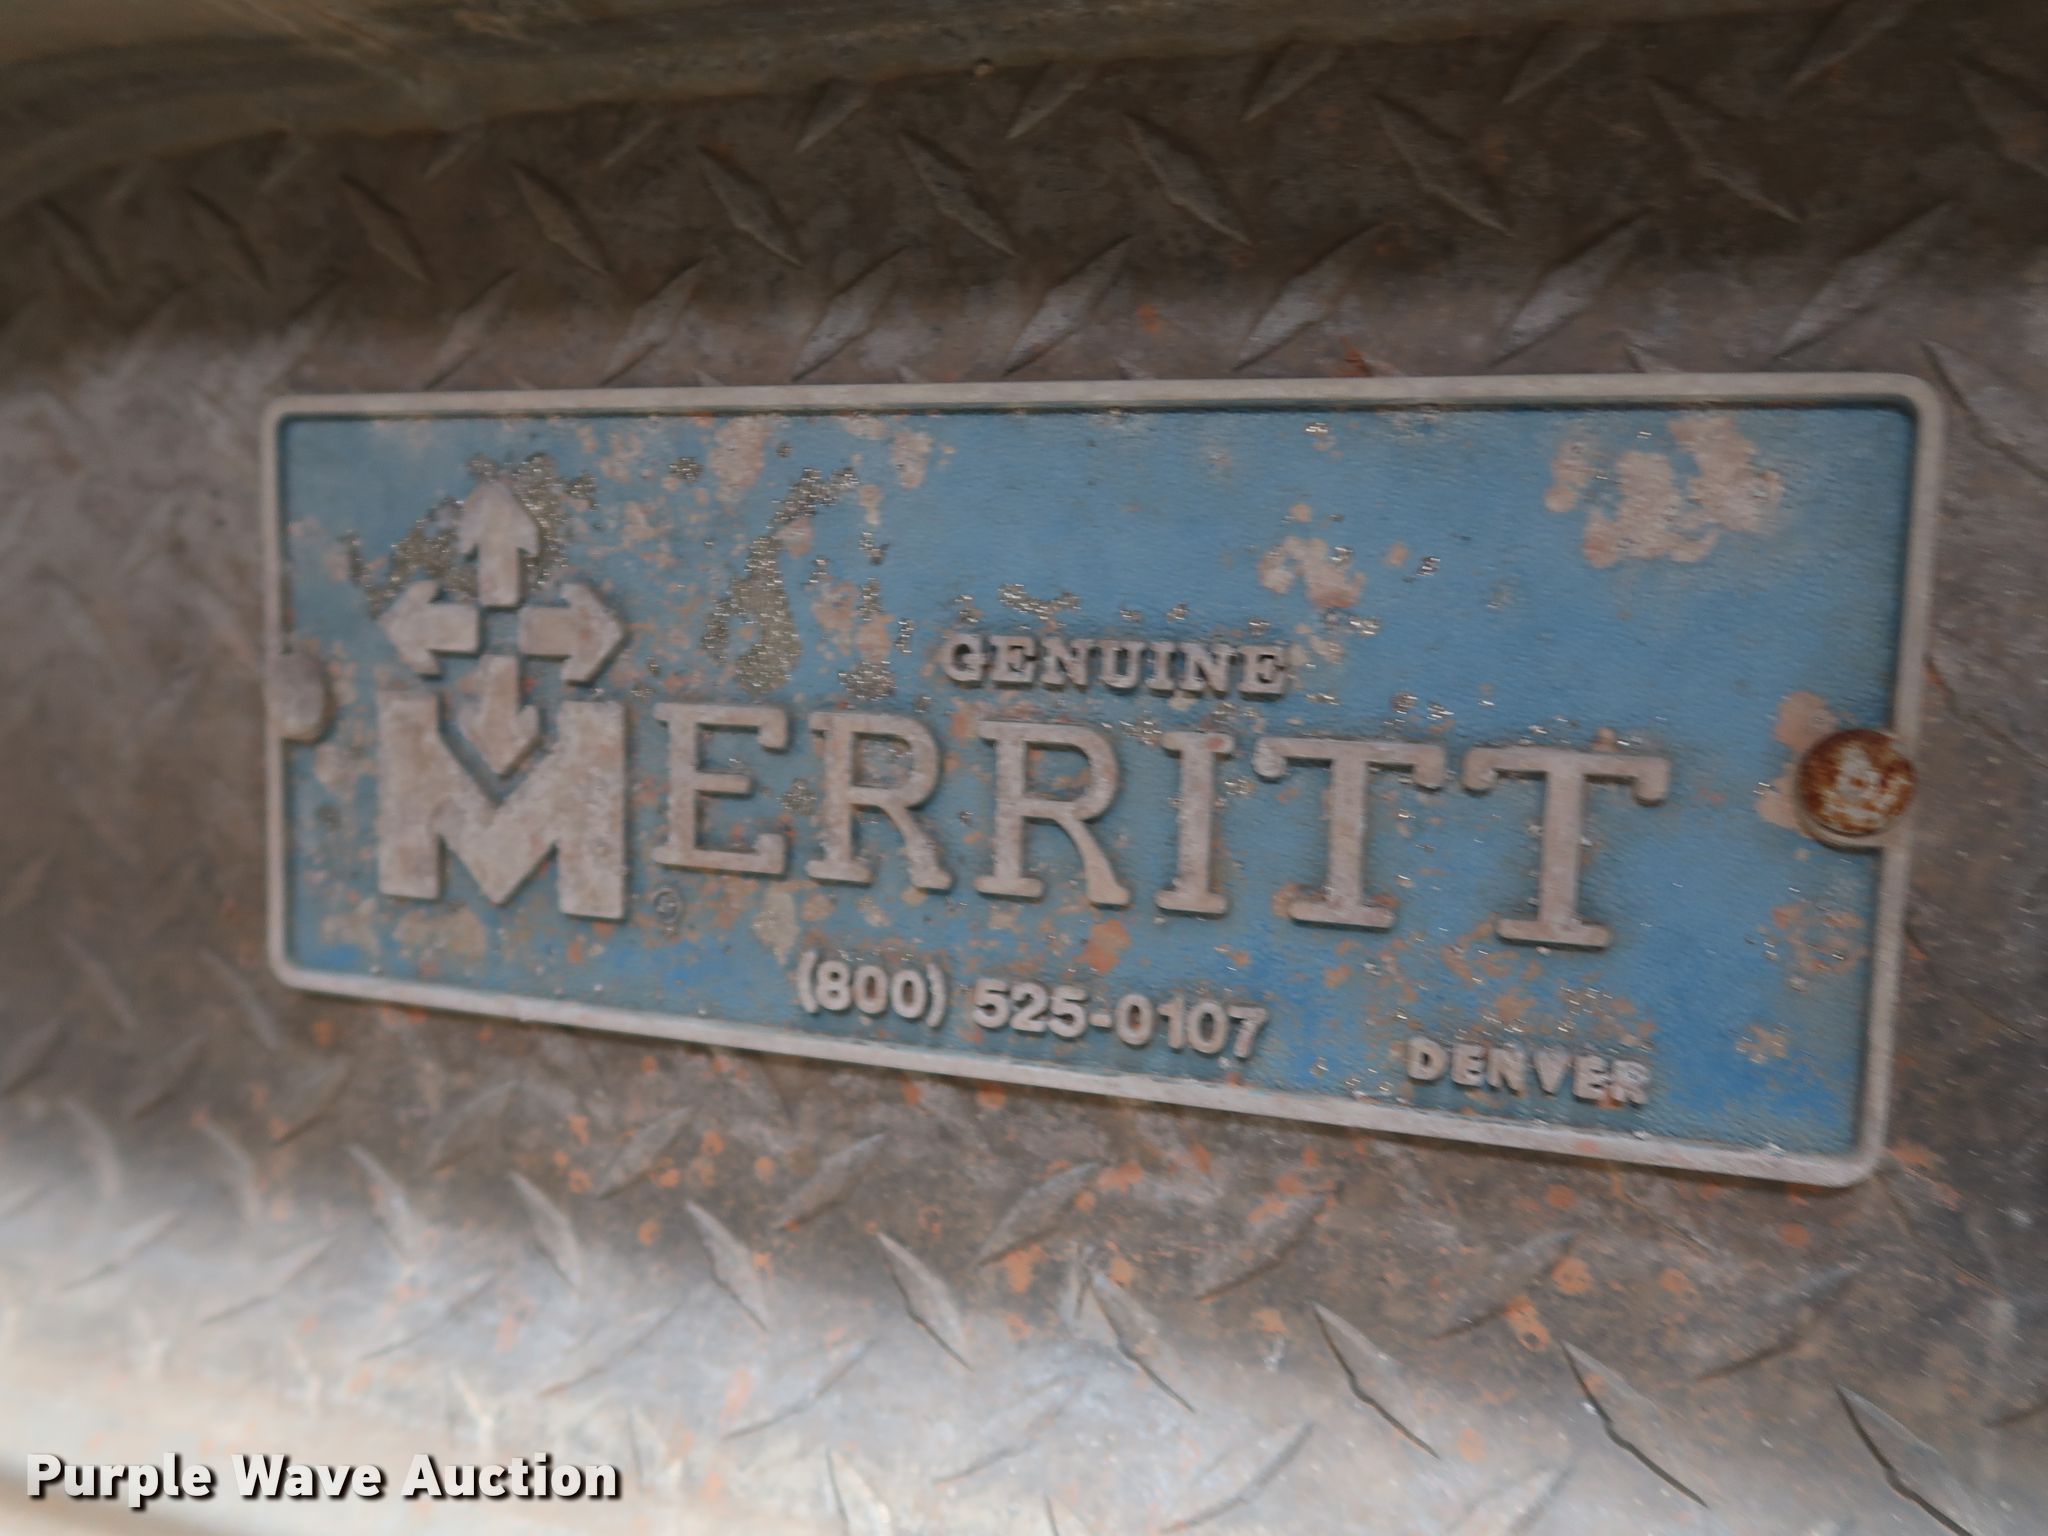 GENUINE
MERRITT
®
(800) 525-0107
DENVER
Purple Wave Auction